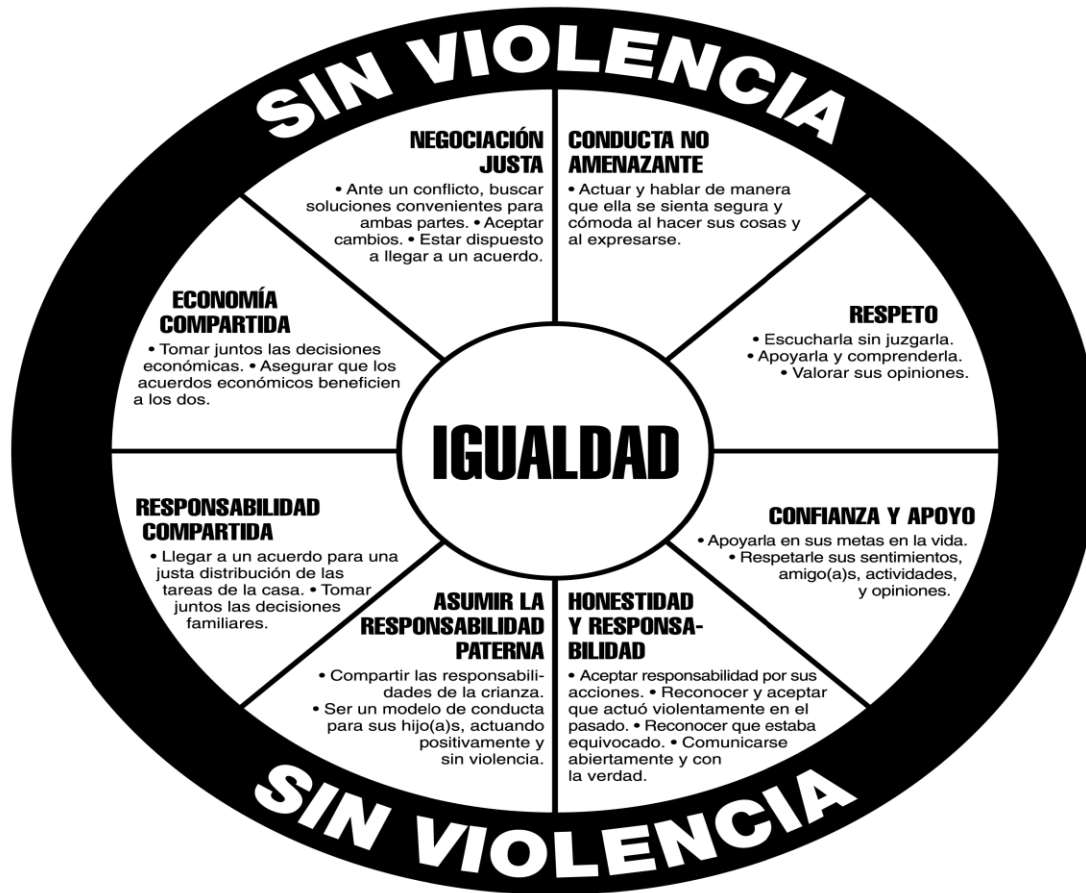 SIN VIOLENCIA
NEGOCIACIÓN
JUSTA
• Ante un conflicto, buscar
soluciones convenientes para
ambas partes. • Aceptar
cambios. • Estar dispuesto
a llegar a un acuerdo.
CONDUCTA NO
AMENAZANTE
• Actuar y hablar de manera
que ella se sienta segura y
cómoda al hacer sus cosas y
al expresarse.
ECONOMÍA
COMPARTIDA
• Tomar juntos las decisiones
económicas. • Asegurar que los
acuerdos económicos beneficien
a los dos.
RESPETO
• Escucharla sin juzgarla.
• Apoyarla y comprenderla.
• Valorar sus opiniones.
IGUALDAD
RESPONSABILIDAD
COMPARTIDA
• Llegar a un acuerdo para una
justa distribución de las
tareas de la casa. • Tomar
juntos las decisiones
familiares.
CONFIANZA Y APOYO
• Apoyarla en sus metas en la vida.
• Respetarle sus sentimientos,
amigo(a)s, actividades,
y opiniones.
ASUMIR LA
RESPONSABILIDAD
PATERNA
• Compartir las responsabili-
dades de la crianza.
• Ser un modelo de conducta
para sus hijo(a)s, actuando
positivamente y
sin violencia.
HONESTIDAD
Y RESPONSA-
BILIDAD
• Aceptar responsabilidad por sus
acciones. • Reconocer y aceptar
que actuó violentamente en el
pasado. • Reconocer que estaba
equivocado. • Comunicarse
abiertamente y con
la verdad.
SIN VIOLENCIA